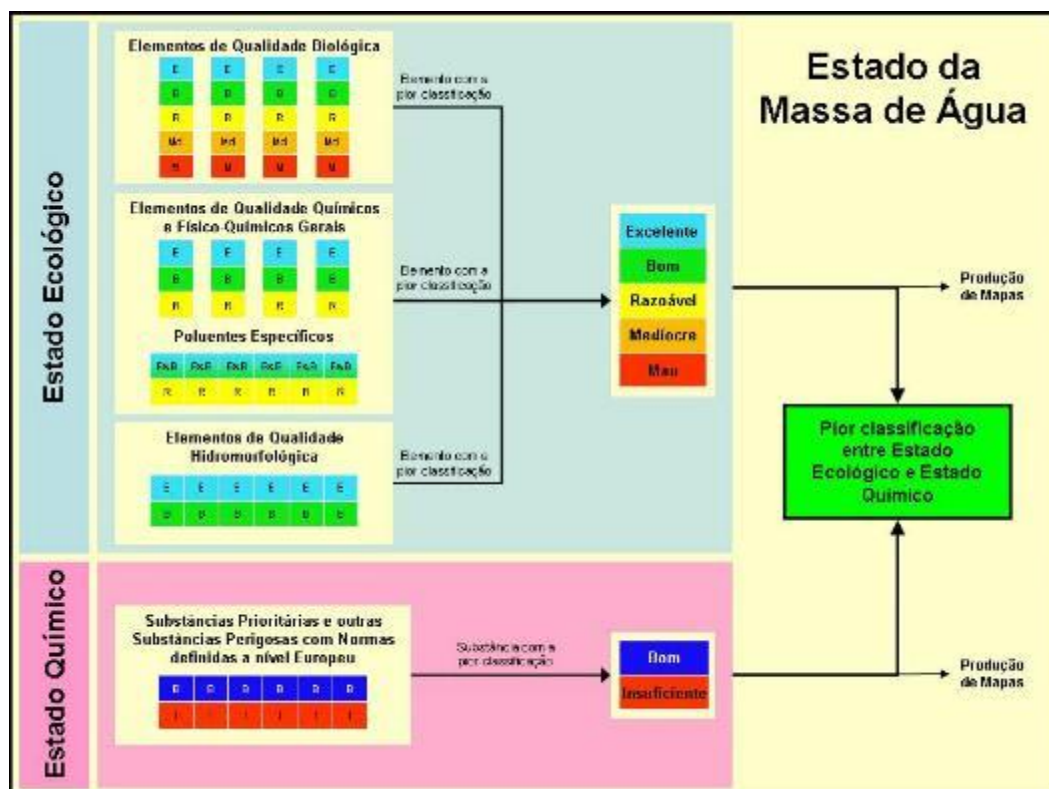 Estado da
Massa de Água
Estado Ecológico
Elementos de Qualidade Biológica
E E E E
B B B B
R R R R
Md Md Md Md
M M M M
Elemento com a
pior classificação
Elementos de Qualidade Químicos
e Físico-Químicos Gerais
E E E E
B B B B
R R R R
Poluentes Específicos
E&B E&B E&B E&B E&B E&B
R R R R R R
Elemento com a
pior classificação
Elementos de Qualidade
Hidromorfológica
E E E E E E
B B B B B B
Elemento com a
pior classificação
Excelente
Bom
Razoável
Medíocre
Mau
Produção
de Mapas
Pior classificação
entre Estado
Ecológico e Estado
Químico
Estado Químico
Substâncias Prioritárias e outras
Substâncias Perigosas com Normas
definidas a nível Europeu
B B B B B B
I I I I I I
Substância com a
pior classificação
Bom
Insuficiente
Produção
de Mapas